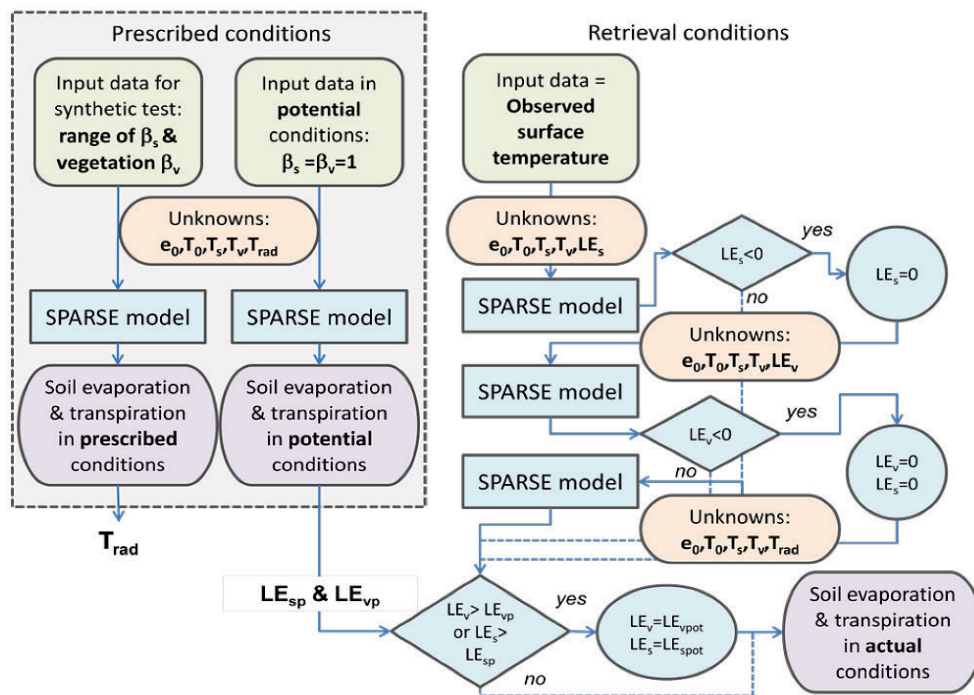 Prescribed conditions
Input data for
synthetic test:
range of βs &
vegetation βv
Input data in
potential
conditions:
βs =βv=1
Unknowns:
e0,T0,Ts,Tv,Trad
SPARSE model
SPARSE model
Soil evaporation
& transpiration
in prescribed
conditions
Soil evaporation
& transpiration
in potential
conditions
Trad
LEsp & LEvp
Retrieval conditions
Input data =
Observed
surface
temperature
Unknowns:
e0,T0,Ts,Tv,LEs
SPARSE model
LEs<0
yes
no
LEs=0
Unknowns:
e0,T0,Ts,Tv,LEv
SPARSE model
LEv<0
yes
no
LEv=0
LEs=0
SPARSE model
Unknowns:
e0,T0,Ts,Tv,Trad
LEv> LEvp
or LEs>
LEsp
yes
no
LEv=LEvpot
LEs=LEspot
Soil evaporation
& transpiration
in actual
conditions